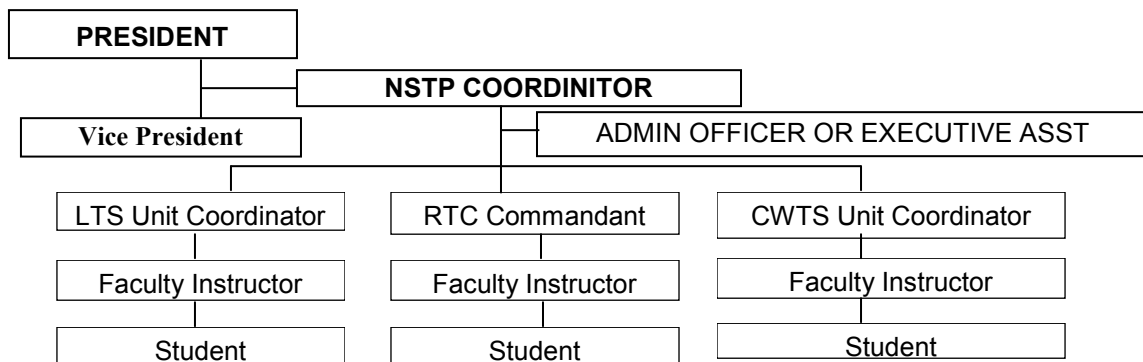 PRESIDENT
NSTP COORDINITOR
Vice President
ADMIN OFFICER OR EXECUTIVE ASST
LTS Unit Coordinator
RTC Commandant
CWTS Unit Coordinator
Faculty Instructor
Faculty Instructor
Faculty Instructor
Student
Student
Student